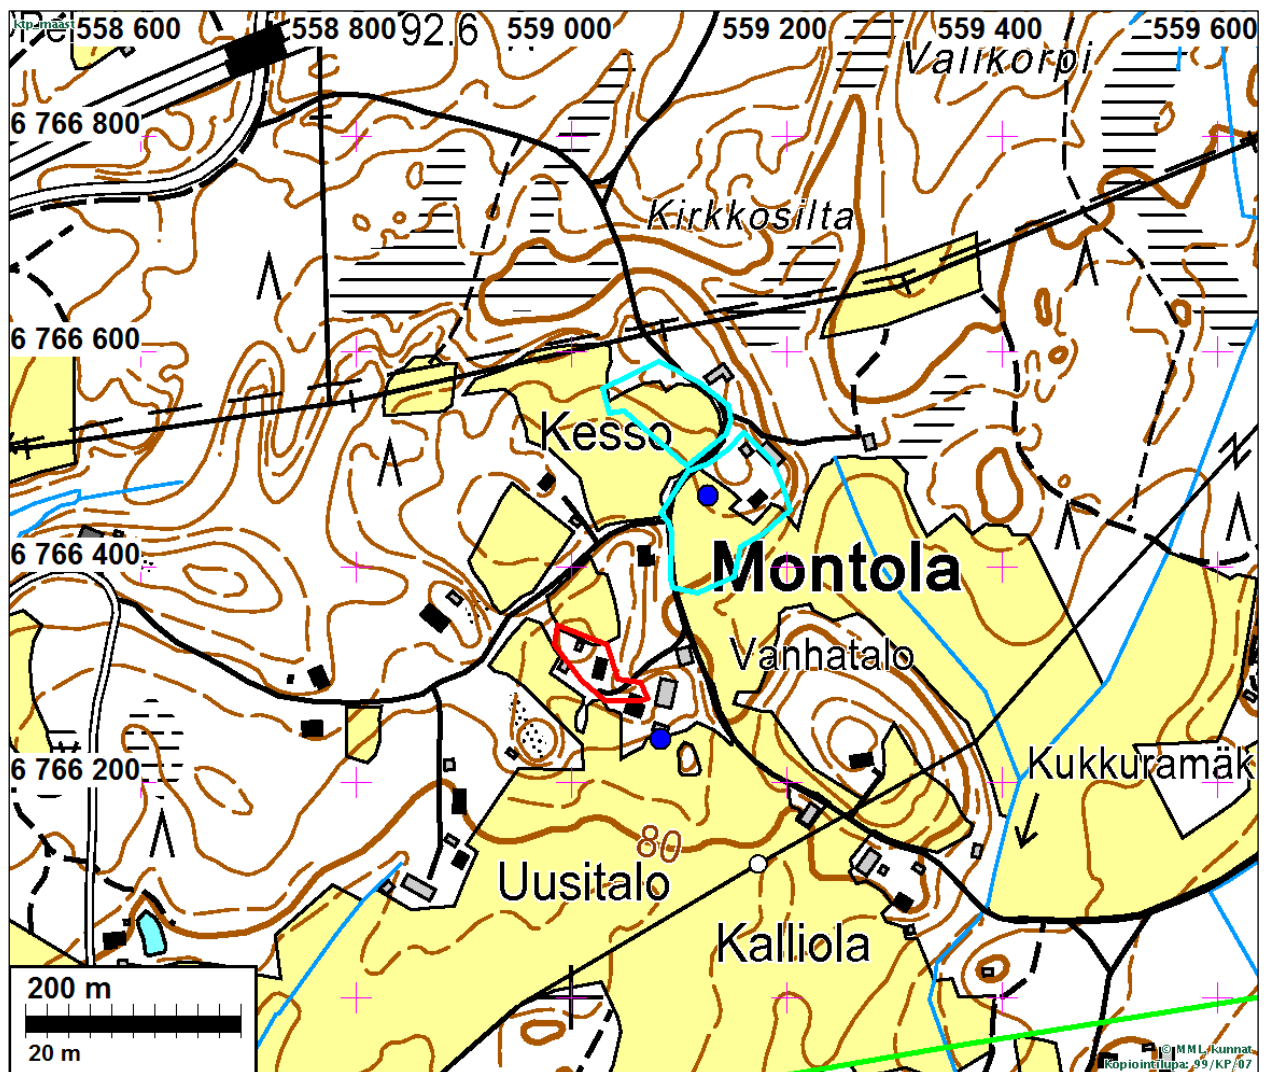 ktp_maast
558 600
558 800
92.6
559 000
559 200
559 400
559 600
Välikorpi
6 766 800
Kirkkosilta
6 766 600
Kesso
6 766 400
Montola
Vanhatalo
6 766 200
Kukkuramäk
80
Uusitalo
Kalliola
200 m
20 m
© MML, kunnat
Kopiointilupa: 99/KP/07